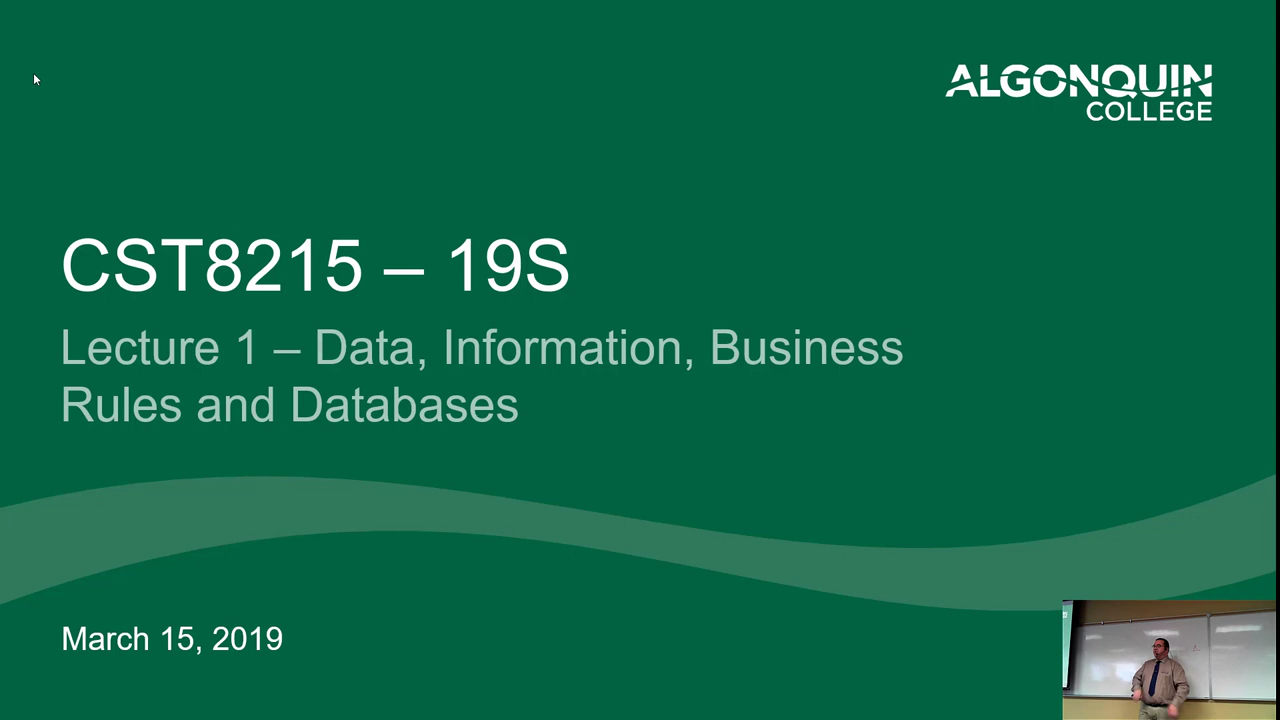 ALGONQUIN
COLLEGE
CST8215 – 19S
Lecture 1 – Data, Information, Business
Rules and Databases
March 15, 2019